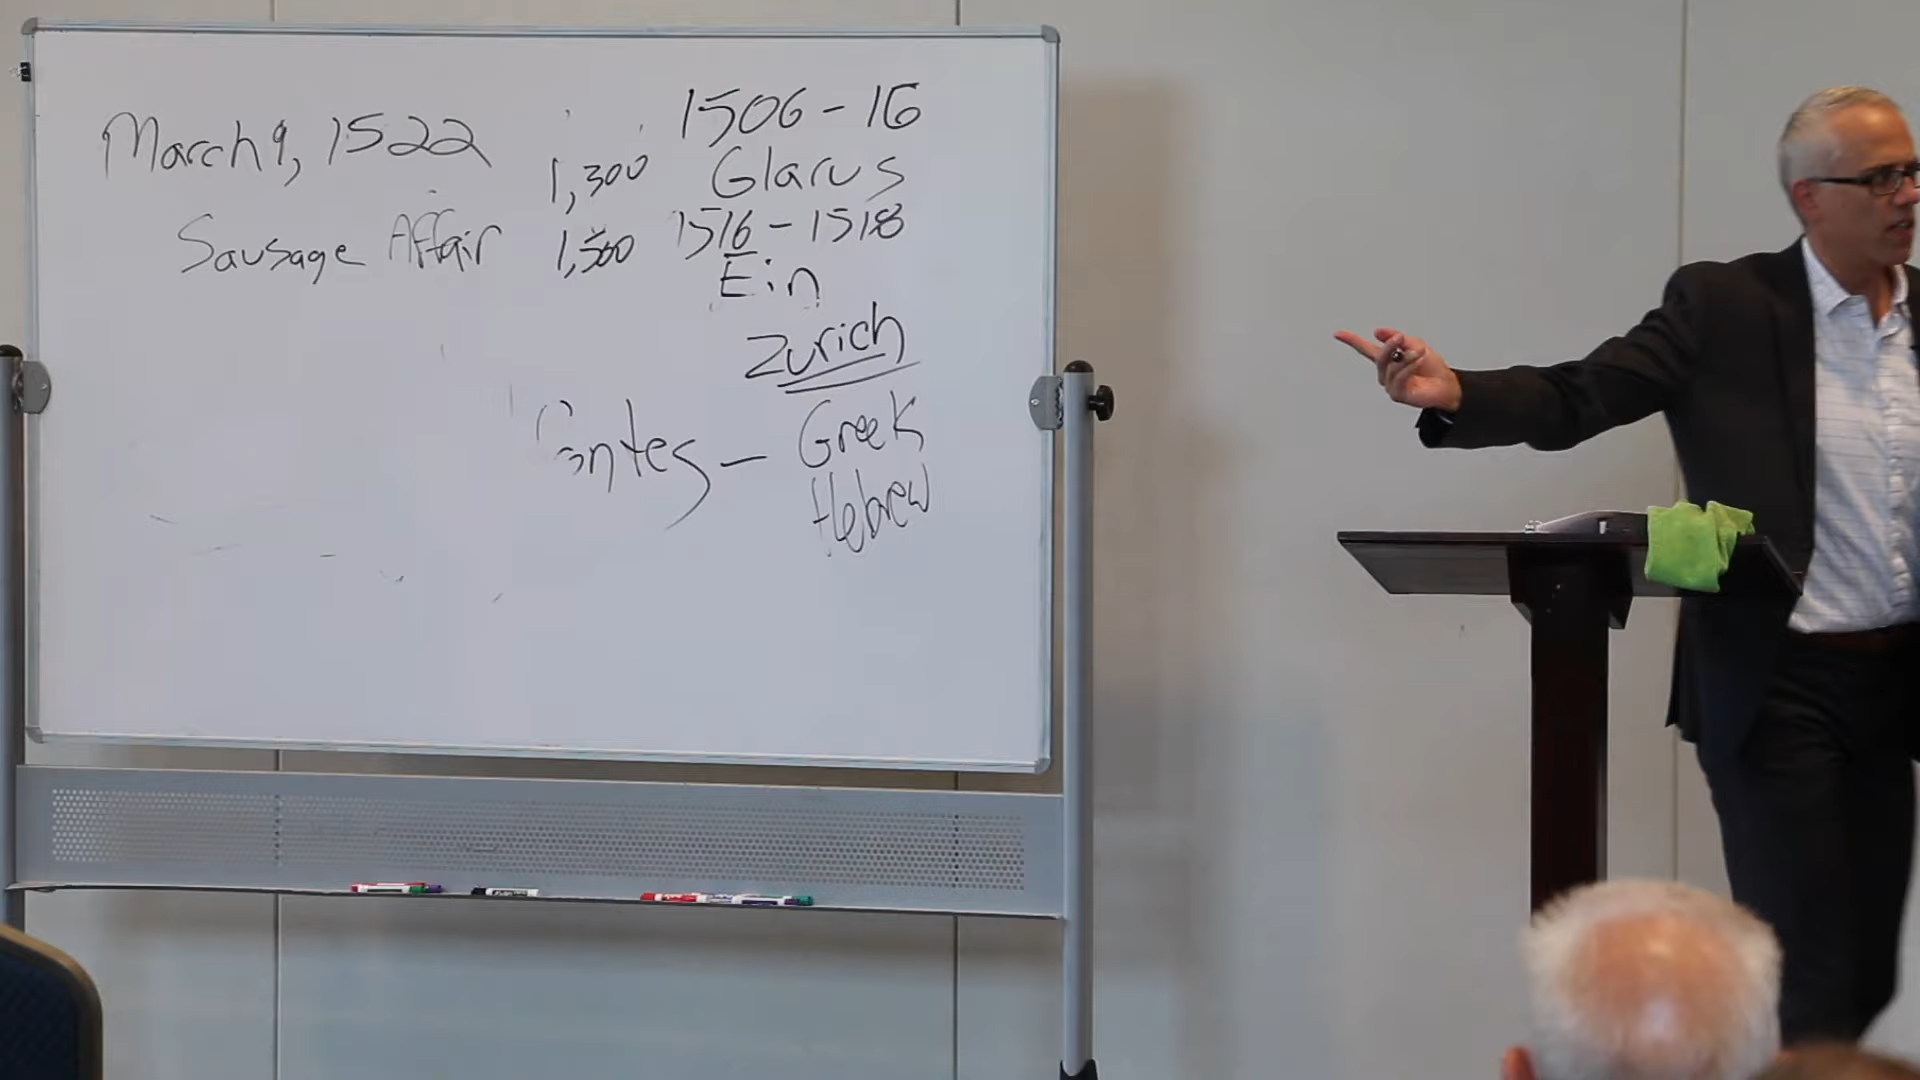 March 9, 1522
Sausage Affair
1,300
1,500
1506 - 16
Glarus
1516 - 1518
Ein
Zurich
- Greek
Hebrew